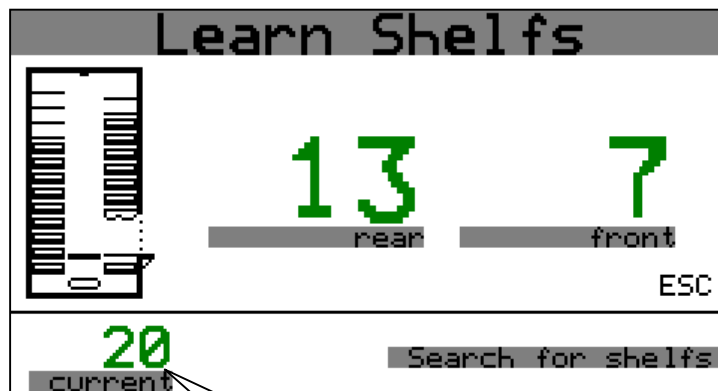 Learn Shelfs
13 7
rear front
ESC
20
current
Search for shelfs